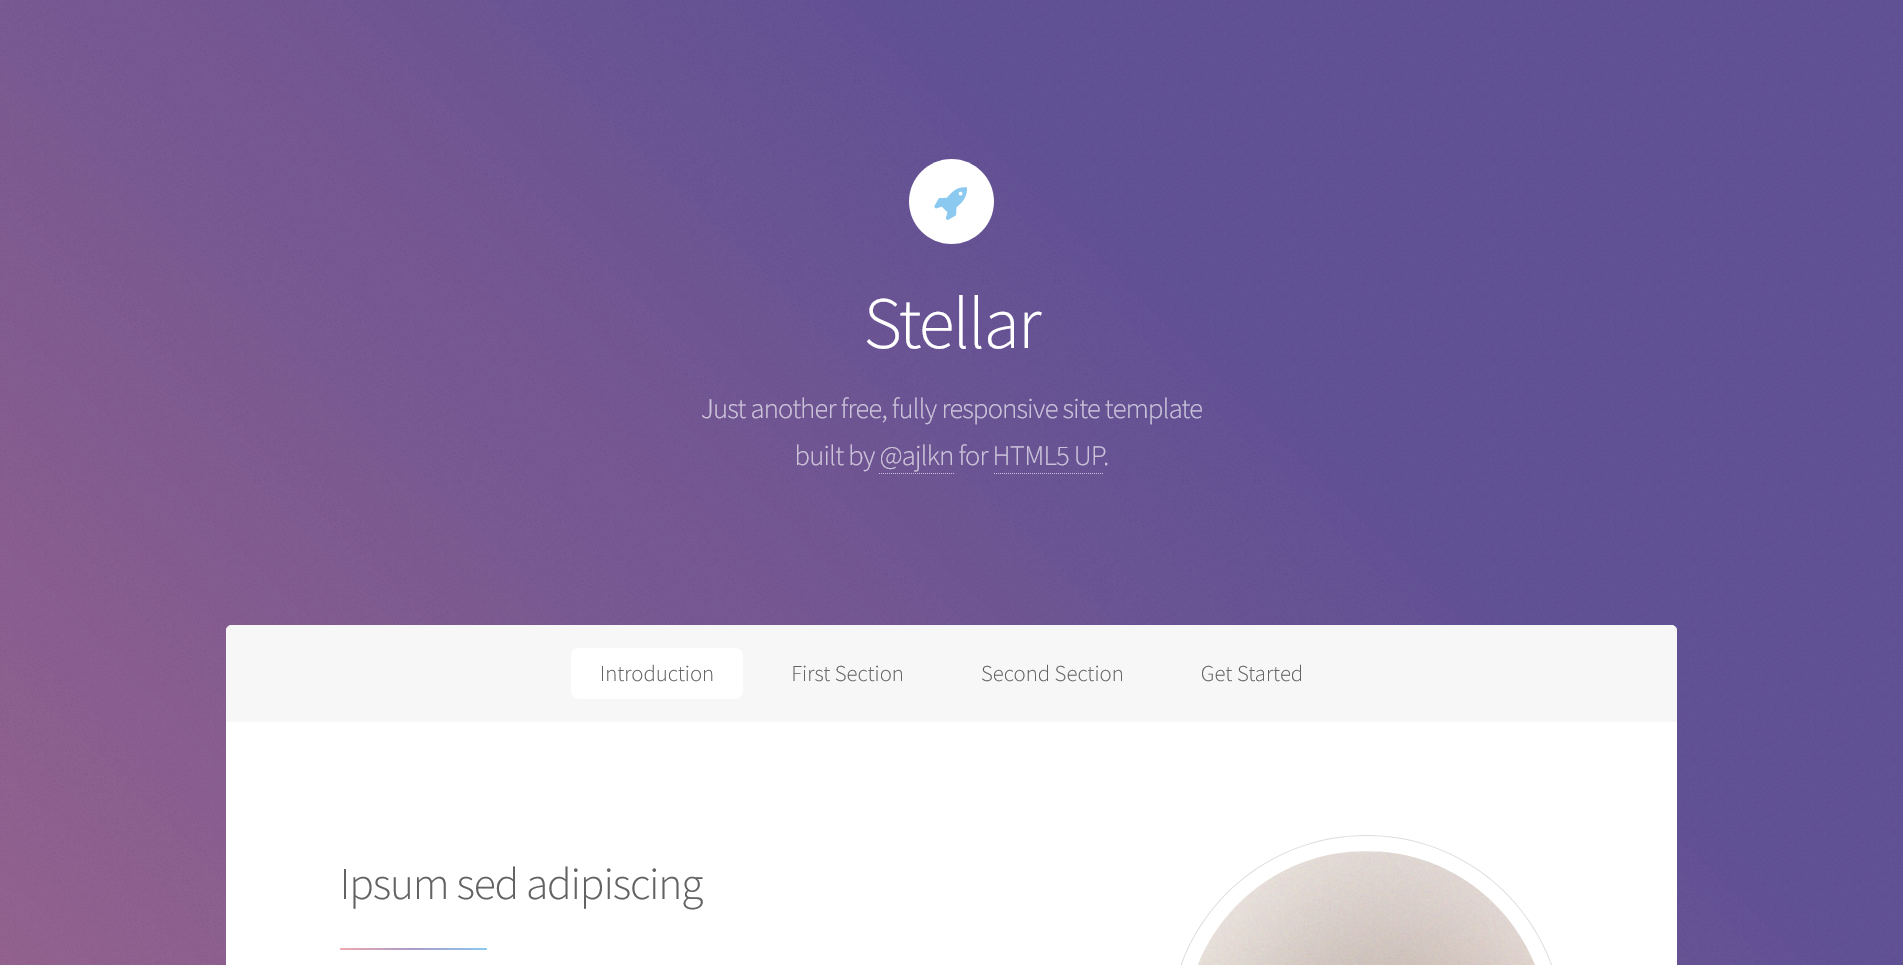 Stellar
Just another free, fully responsive site template
built by @ajlkn for HTML5 UP.
Introduction First Section Second Section Get Started
Ipsum sed adipiscing